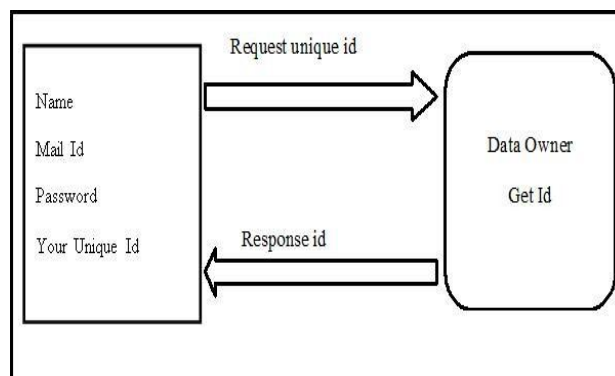 Request unique id
Name
Mail Id
Password
Your Unique Id
Data Owner
Get Id
Response id